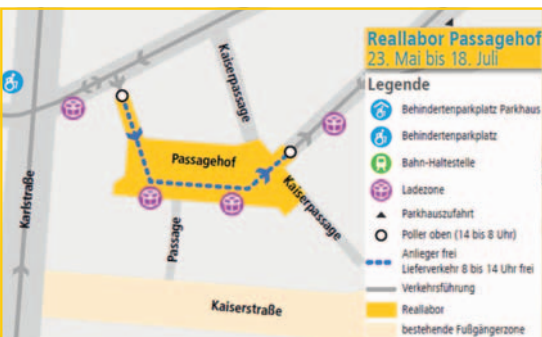 Reallabor Passagehof
23. Mai bis 18. Juli
Legende
Behindertenparkplatz Parkhaus
Behindertenparkplatz
Bahn-Haltestelle
Ladezone
Parkhauszufahrt
Poller oben (14 bis 8 Uhr)
Anlieger frei
Lieferverkehr 8 bis 14 Uhr frei
Verkehrsführung
Reallabor
bestehende Fußgängerzone
Kaiserpassage
Passagehof
Kaiserpassage
Karlstraße
Passage
Kaiserstraße